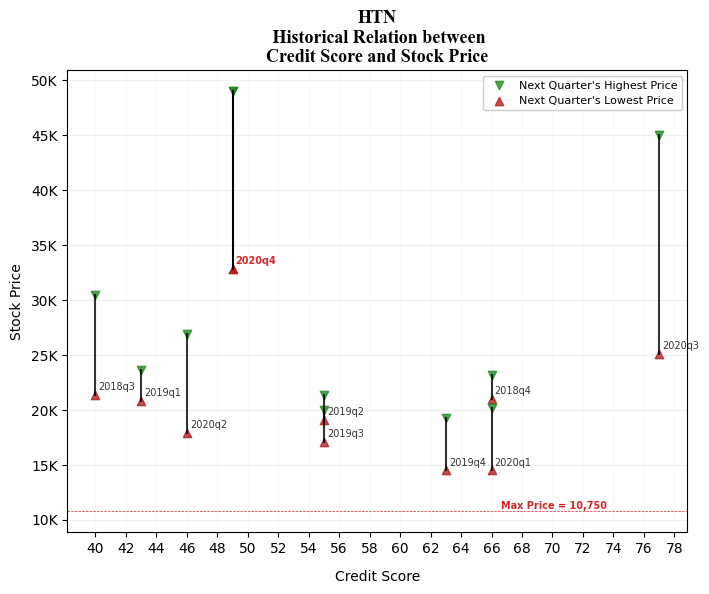 HTN
Historical Relation between
Credit Score and Stock Price
Next Quarter's Highest Price
Next Quarter's Lowest Price
Stock Price
50K
45K
40K
35K
30K
25K
20K
15K
10K
2020q4
2020q3
2018q3
2019q1
2018q4
2019q2
2020q2
2019q3
2019q4
2020q1
Max Price = 10,750
40 42 44 46 48 50 52 54 56 58 60 62 64 66 68 70 72 74 76 78
Credit Score